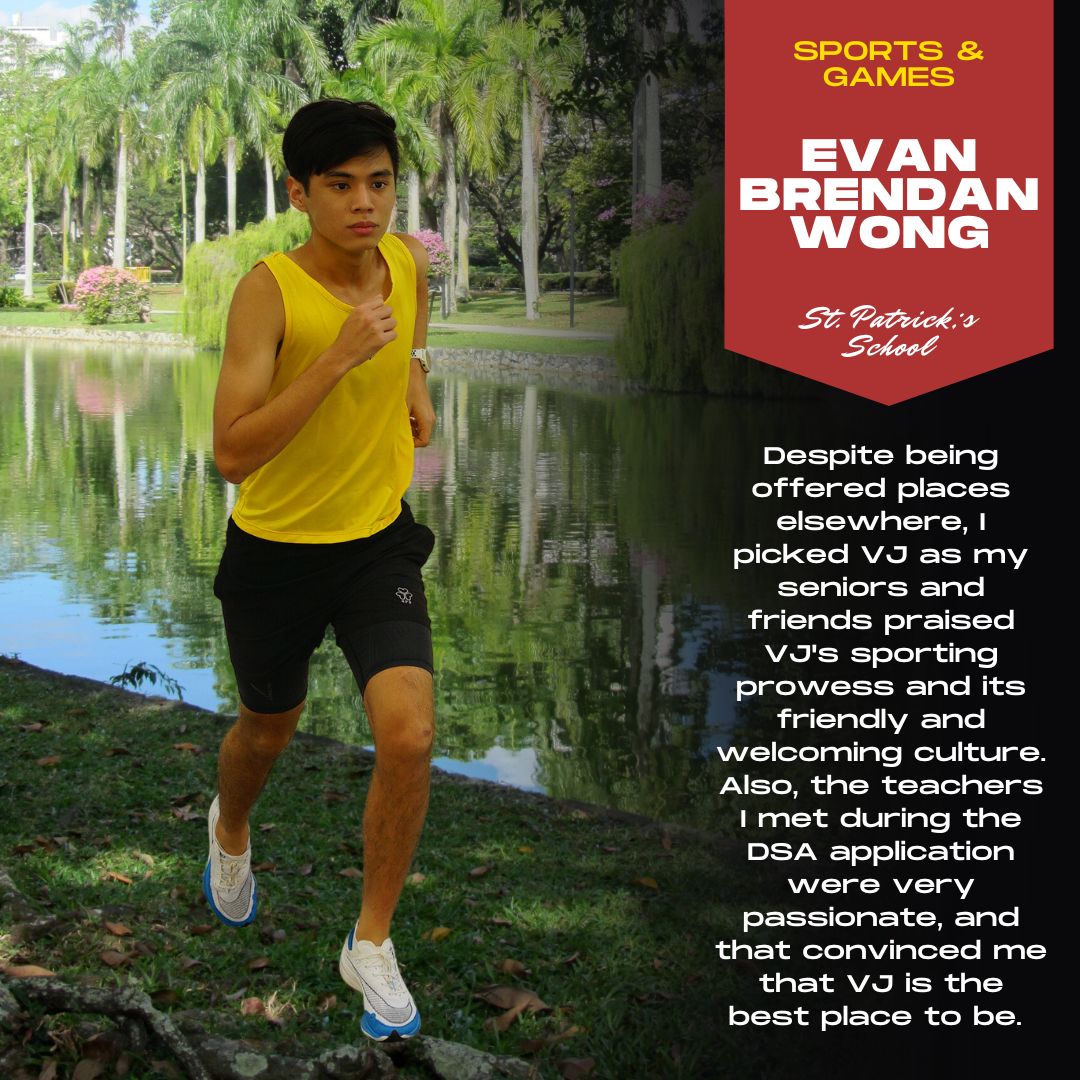 SPORTS &
GAMES
EVAN
BRENDAN
WONG
St. Patrick.'s
School
Despite being
offered places
elsewhere, I
picked VJ as my
seniors and
friends praised
VJ's sporting
prowess and its
friendly and
welcoming culture.
Also, the teachers
I met during the
DSA application
were very
passionate, and
that convinced me
that VJ is the
best place to be.